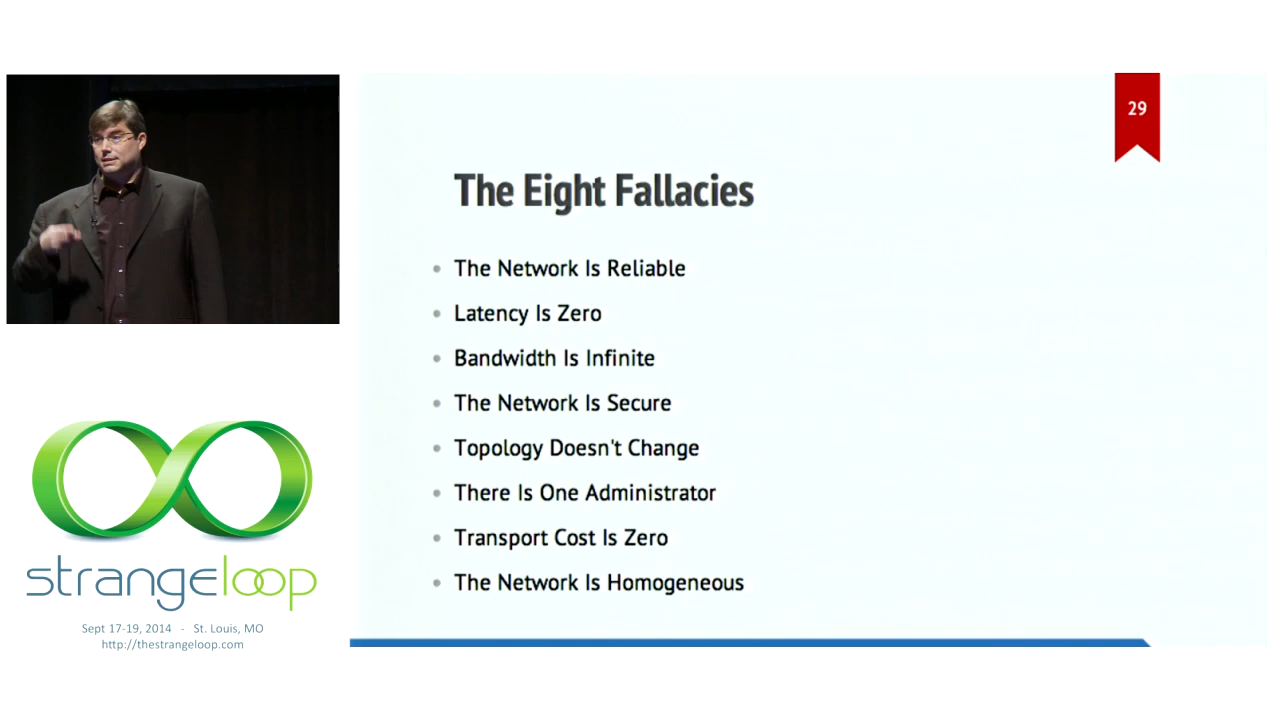 29
The Eight Fallacies
The Network Is Reliable
Latency Is Zero
Bandwidth Is Infinite
The Network Is Secure
Topology Doesn't Change
There Is One Administrator
Transport Cost Is Zero
The Network Is Homogeneous
strangeloop
Sept 17-19, 2014 - St. Louis, MO
http://thestrangeloop.com